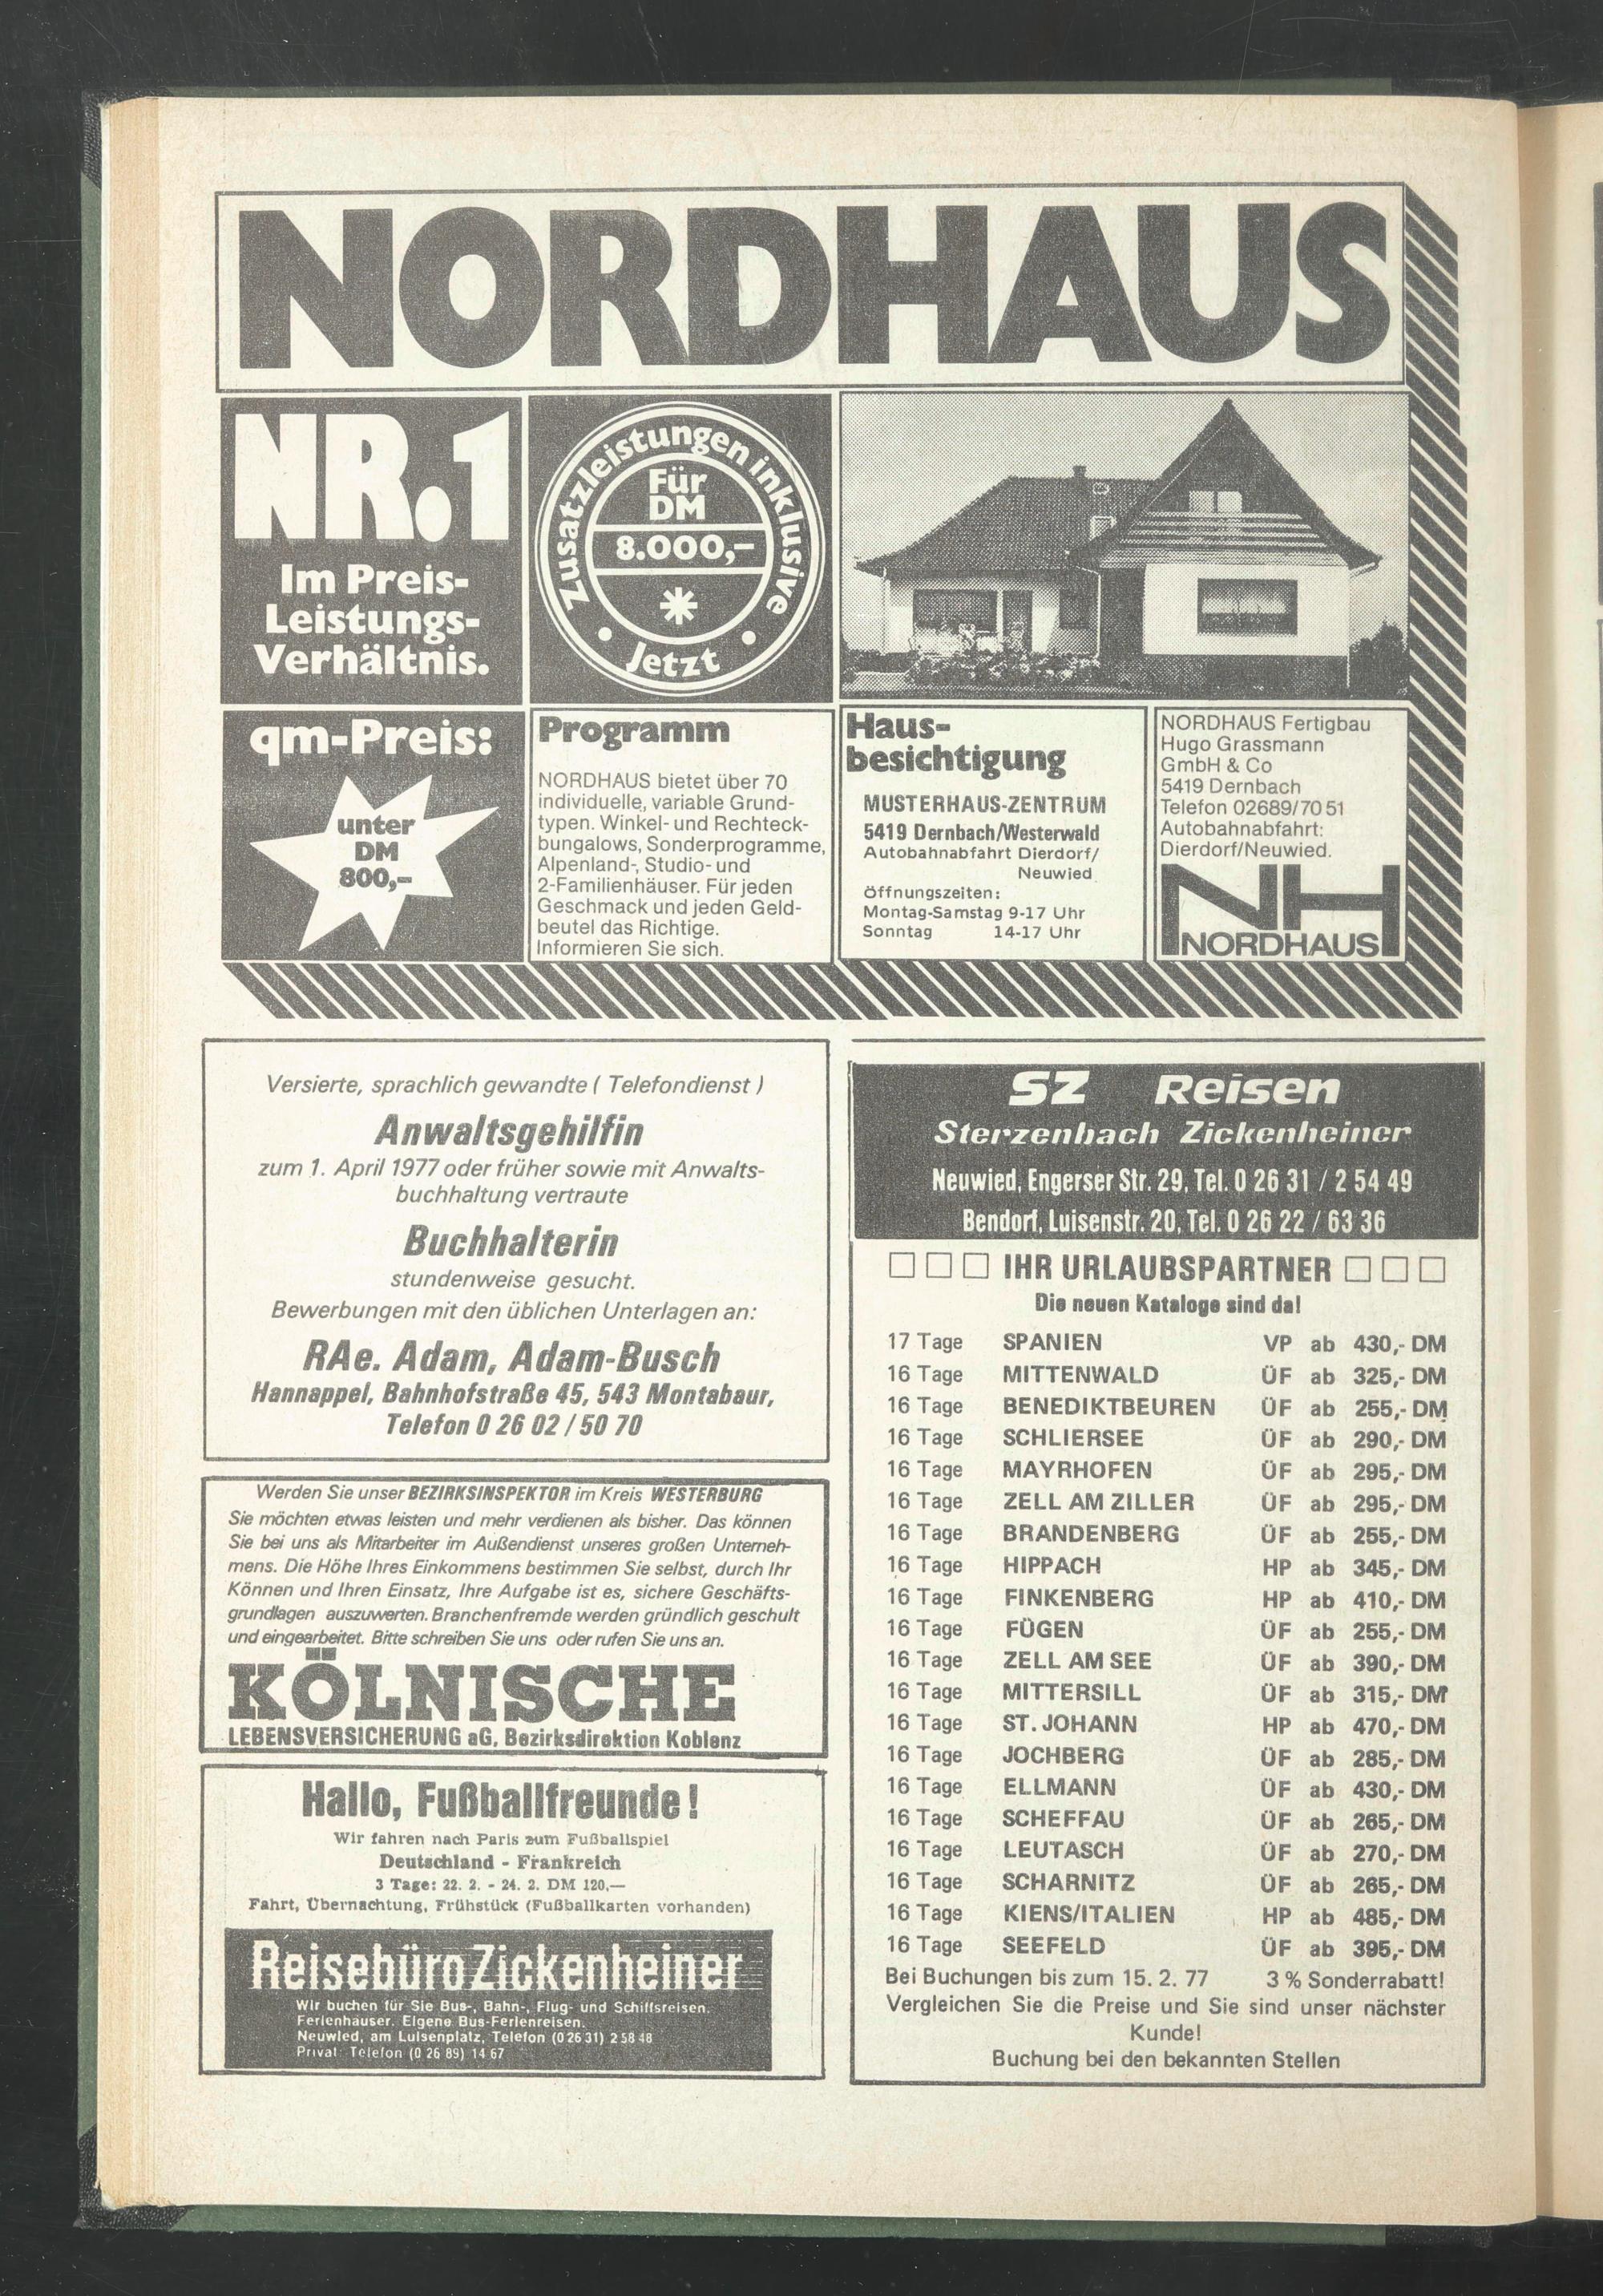 NORDHAUS
NR.1
Im Preis-
Leistungs-
Verhältnis.
Zusatzleistungen inklusive
Für
DM
8.000,–
*
• Jetzt •
qm-Preis:
unter
DM
800,–
Programm
NORDHAUS bietet über 70
individuelle, variable Grund-
typen. Winkel- und Rechteck-
bungalows, Sonderprogramme,
Alpenland-, Studio- und
2-Familienhäuser. Für jeden
Geschmack und jeden Geld-
beutel das Richtige.
Informieren Sie sich.
Haus-
besichtigung
MUSTERHAUS-ZENTRUM
5419 Dernbach/Westerwald
Autobahnabfahrt Dierdorf/
Neuwied
Öffnungszeiten:
Montag-Samstag 9-17 Uhr
Sonntag 14-17 Uhr
NORDHAUS Fertigbau
Hugo Grassmann
GmbH & Co
5419 Dernbach
Telefon 02689/70 51
Autobahnabfahrt:
Dierdorf/Neuwied.
NH
NORDHAUS
Versierte, sprachlich gewandte ( Telefondienst )
Anwaltsgehilfin
zum 1. April 1977 oder früher sowie mit Anwalts-
buchhaltung vertraute
Buchhalterin
stundenweise gesucht.
Bewerbungen mit den üblichen Unterlagen an:
RAe. Adam, Adam-Busch
Hannappel, Bahnhofstraße 45, 543 Montabaur,
Telefon 0 26 02 / 50 70
Werden Sie unser BEZIRKSINSPEKTOR im Kreis WESTERBURG
Sie möchten etwas leisten und mehr verdienen als bisher. Das können
Sie bei uns als Mitarbeiter im Außendienst unseres großen Unterneh-
mens. Die Höhe Ihres Einkommens bestimmen Sie selbst, durch Ihr
Können und Ihren Einsatz, Ihre Aufgabe ist es, sichere Geschäfts-
grundlagen auszuwerten. Branchenfremde werden gründlich geschult
und eingearbeitet. Bitte schreiben Sie uns oder rufen Sie uns an.
KÖLNISCHE
LEBENSVERSICHERUNG aG, Bezirksdirektion Koblenz
Hallo, Fußballfreunde !
Wir fahren nach Paris zum Fußballspiel
Deutschland - Frankreich
3 Tage: 22. 2. - 24. 2. DM 120,—
Fahrt, Übernachtung, Frühstück (Fußballkarten vorhanden)
Reisebüro Zickenheiner
Wir buchen für Sie Bus-, Bahn-, Flug- und Schiffsreisen.
Ferienhäuser. Eigene Bus-Ferienreisen.
Neuwied, am Luisenplatz, Telefon (0 26 31) 2 58 48
Privat: Telefon (0 26 89) 14 67
SZ Reisen
Sterzenbach Zickenheiner
Neuwied, Engerser Str. 29, Tel. 0 26 31 / 2 54 49
Bendorf, Luisenstr. 20, Tel. 0 26 22 / 63 36
□ □ □ IHR URLAUBSPARTNER □ □ □
Die neuen Kataloge sind da!
17 Tage SPANIEN VP ab 430,- DM
16 Tage MITTENWALD ÜF ab 325,- DM
16 Tage BENEDIKTBEUREN ÜF ab 255,- DM
16 Tage SCHLIERSEE ÜF ab 290,- DM
16 Tage MAYRHOFEN ÜF ab 295,- DM
16 Tage ZELL AM ZILLER ÜF ab 295,- DM
16 Tage BRANDENBERG ÜF ab 255,- DM
16 Tage HIPPACH HP ab 345,- DM
16 Tage FINKENBERG HP ab 410,- DM
16 Tage FÜGEN ÜF ab 255,- DM
16 Tage ZELL AM SEE ÜF ab 390,- DM
16 Tage MITTERSILL ÜF ab 315,- DM
16 Tage ST. JOHANN HP ab 470,- DM
16 Tage JOCHBERG ÜF ab 285,- DM
16 Tage ELLMANN ÜF ab 430,- DM
16 Tage SCHEFFAU ÜF ab 265,- DM
16 Tage LEUTASCH ÜF ab 270,- DM
16 Tage SCHARNITZ ÜF ab 265,- DM
16 Tage KIENS/ITALIEN HP ab 485,- DM
16 Tage SEEFELD ÜF ab 395,- DM
Bei Buchungen bis zum 15. 2. 77 3 % Sonderrabatt!
Vergleichen Sie die Preise und Sie sind unser nächster
Kunde!
Buchung bei den bekannten Stellen